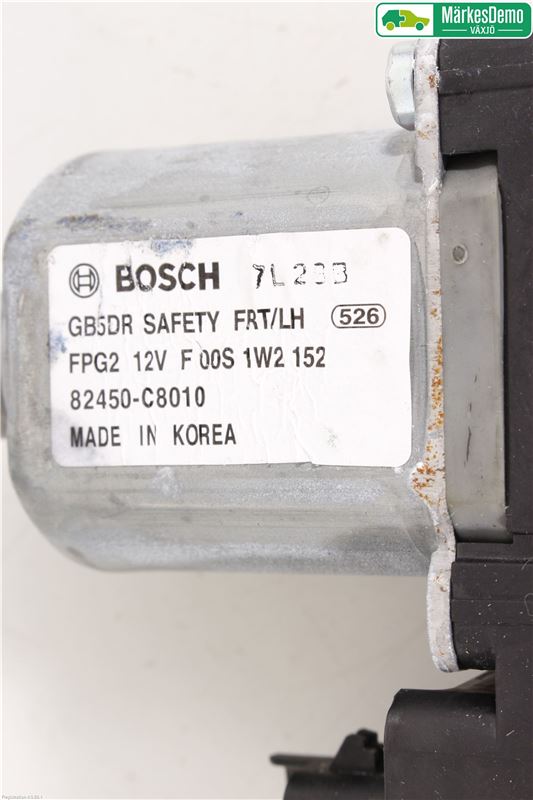 MärkesDemo
VÄXJÖ
BOSCH 7L23B
GB5DR SAFETY FRT/LH 526
FPG2 12V F 00S 1W2 152
82450-C8010
MADE IN KOREA